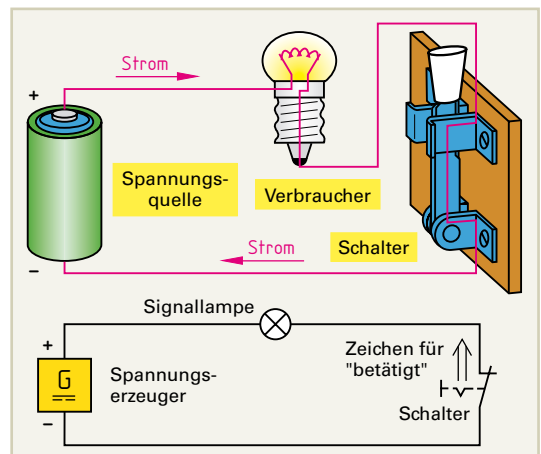 Strom
+
Spannungs-
quelle
Verbraucher
–
Strom
Schalter
Signallampe
+
G
Spannungs-
erzeuger
–
Zeichen für
"betätigt"
Schalter